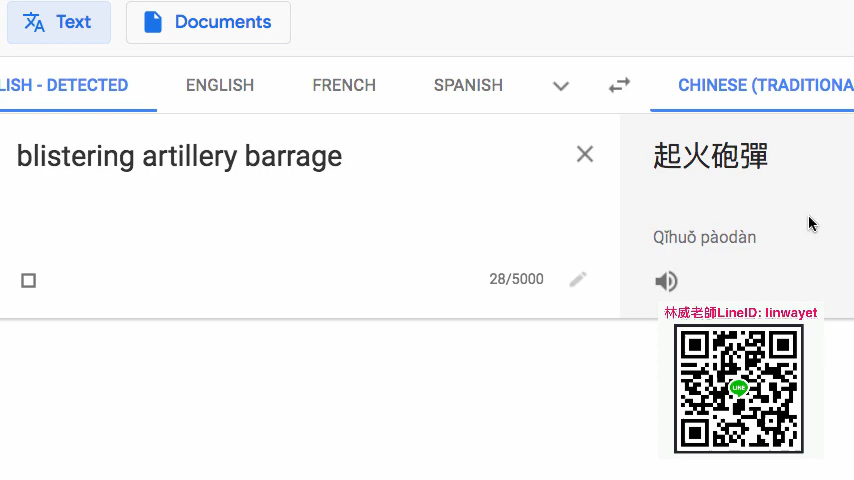 Text
Documents
LISH - DETECTED
ENGLISH
FRENCH
SPANISH
CHINESE (TRADITIONA
blistering artillery barrage
起火砲彈
Qǐhuǒ pàodàn
28/5000
林威老師LineID: linwayet
LINE